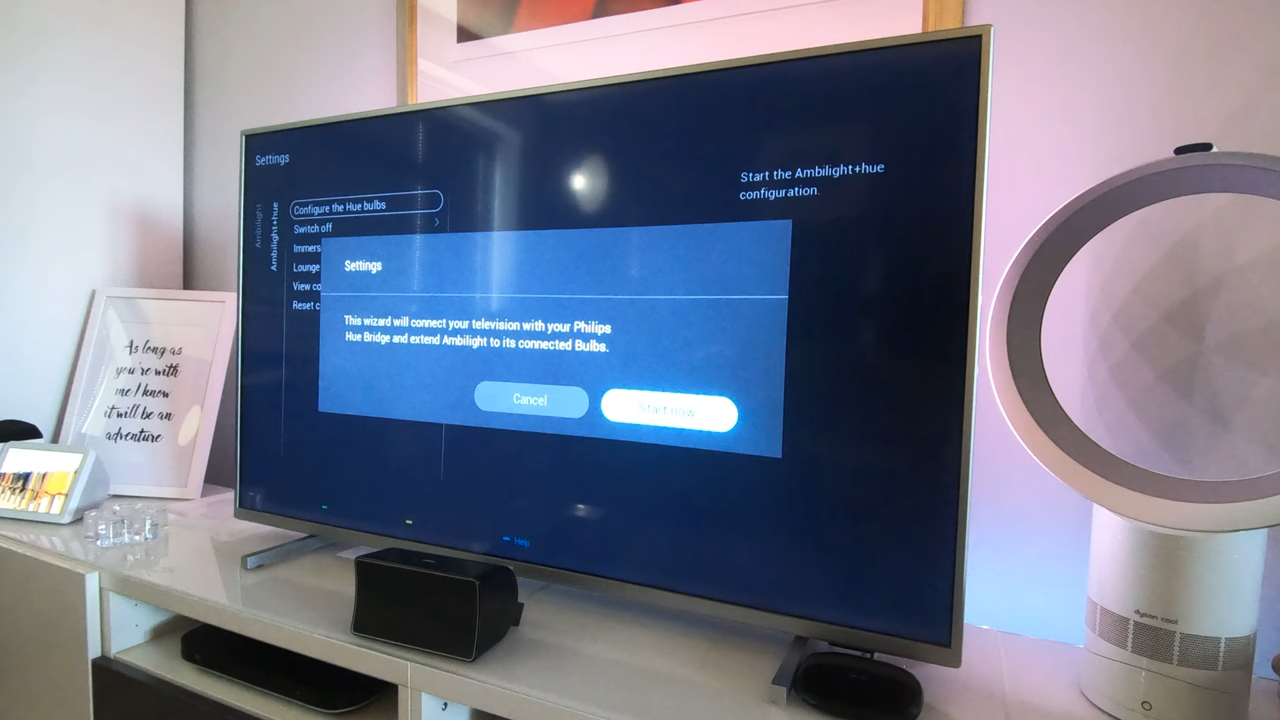 Settings
Start the Ambilight+hue
configuration.
Ambilight
Ambilight+hue
Configure the Hue bulbs
Switch off
Immers
Lounge
View co
Reset c
Settings
This wizard will connect your television with your Philips
Hue Bridge and extend Ambilight to its connected Bulbs.
Cancel
Start now
Help
As long as
you're with
me I know
it will be an
adventure
dyson cool